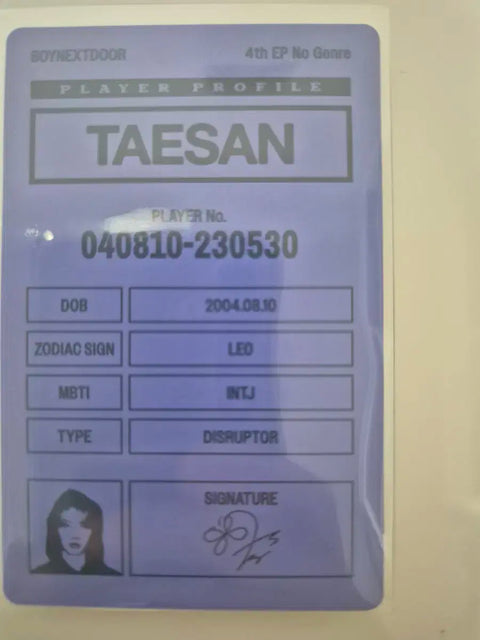 BOYNEXTDOOR 4th EP No Genre
PLAYER PROFILE
TAESAN
PLAYER No.
040810-230530
DOB 2004.08.10
ZODIAC SIGN LEO
MBTI INTJ
TYPE DISRUPTOR
SIGNATURE